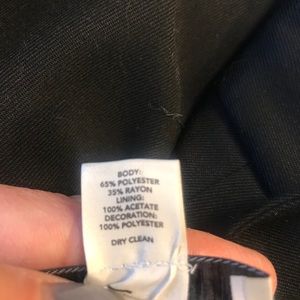 BODY:
65% POLYESTER
35% RAYON
LINING:
100% ACETATE
DECORATION:
100% POLYESTER
DRY CLEAN